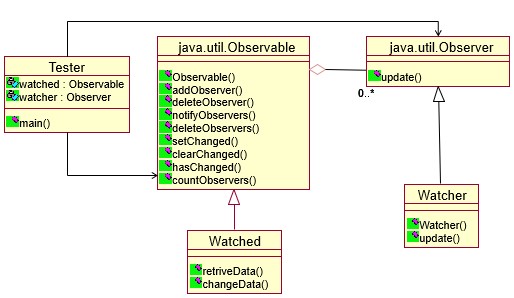 java.util.Observable
Observable()
addObserver()
deleteObserver()
notifyObservers()
deleteObservers()
setChanged()
clearChanged()
hasChanged()
countObservers()
java.util.Observer
update()
0..*
Tester
watched : Observable
watcher : Observer
main()
Watched
retriveData()
changeData()
Watcher
Watcher()
update()